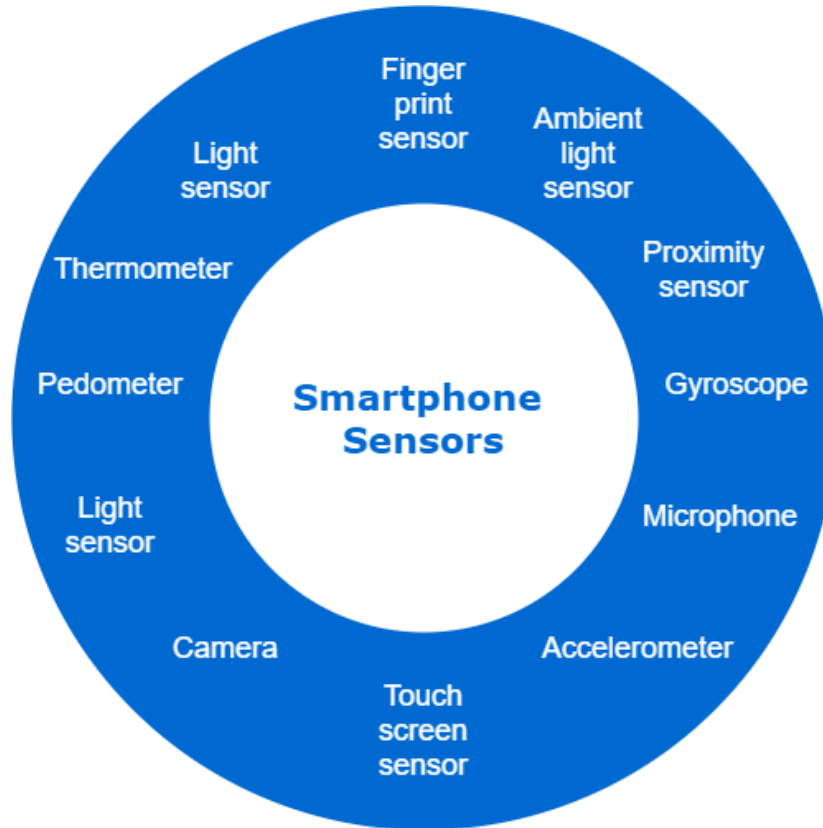 Finger
print
sensor
Ambient
light
sensor
Proximity
sensor
Gyroscope
Microphone
Accelerometer
Touch
screen
sensor
Camera
Light
sensor
Pedometer
Thermometer
Light
sensor
Smartphone
Sensors